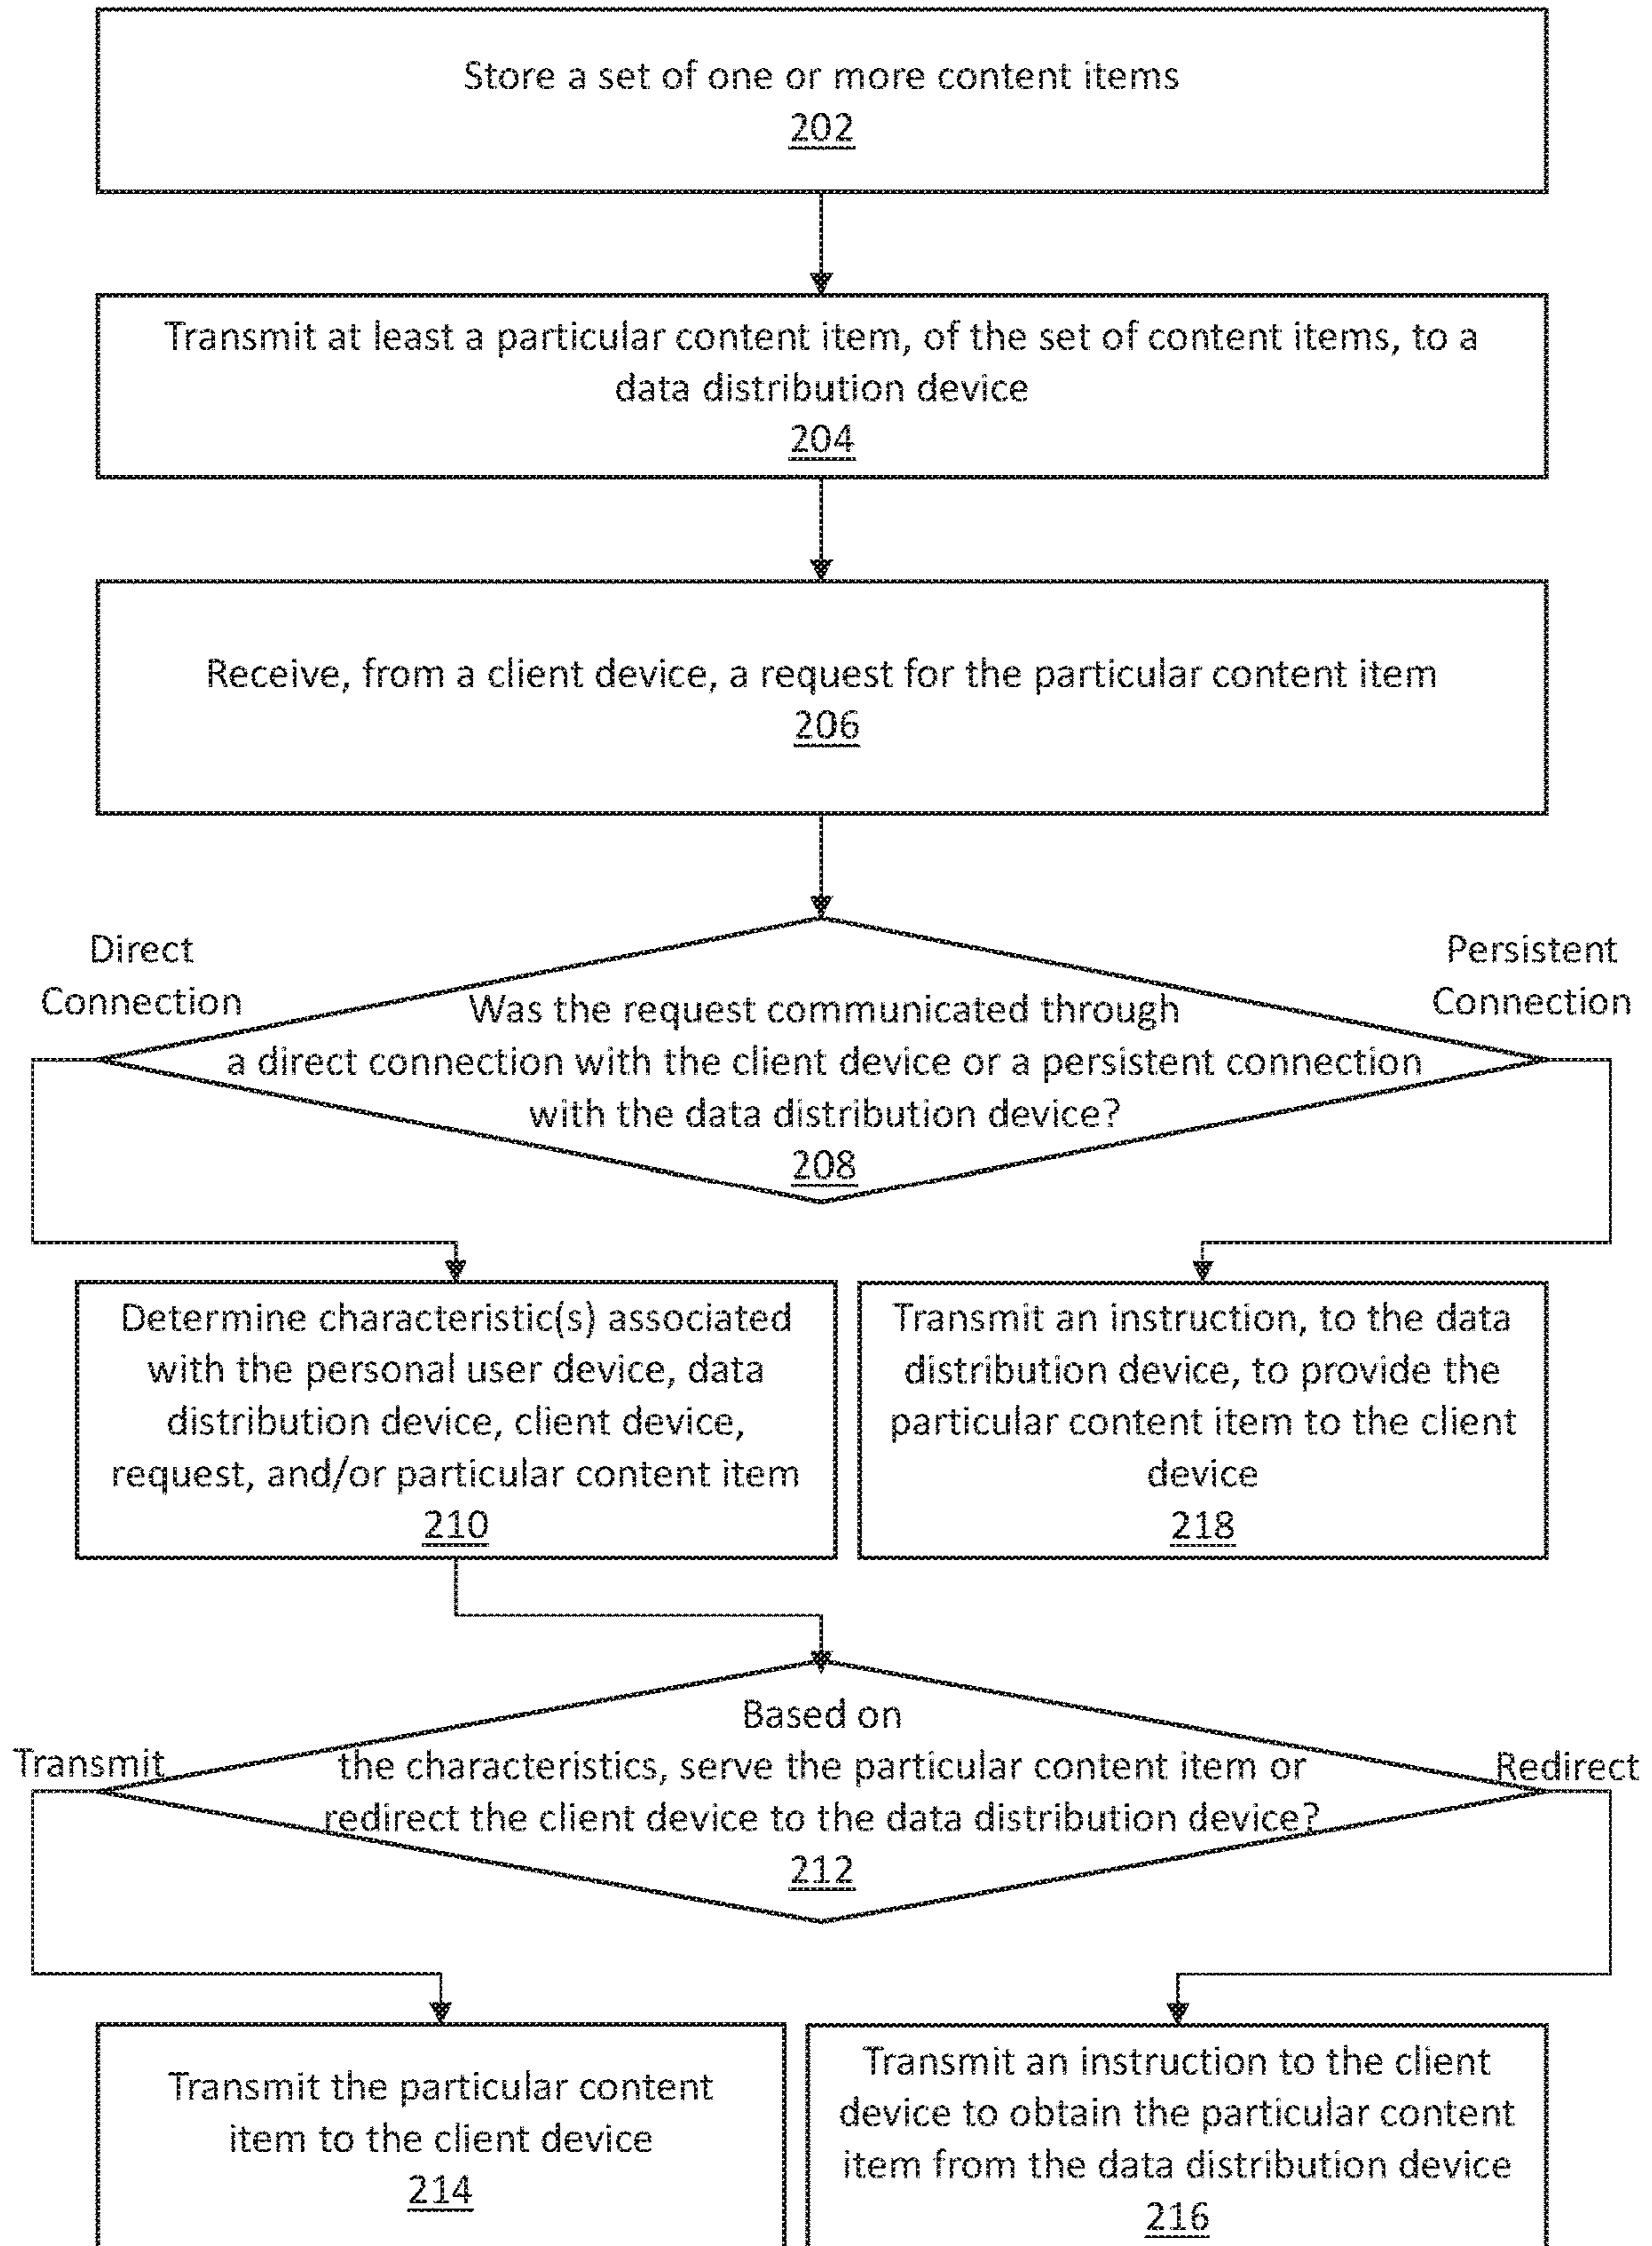 Store a set of one or more content items
202
Transmit at least a particular content item, of the set of content items, to a
data distribution device
204
Receive, from a client device, a request for the particular content item
206
Direct
Connection
Persistent
Connection
Was the request communicated through
a direct connection with the client device or a persistent connection
with the data distribution device?
208
Determine characteristic(s) associated
with the personal user device, data
distribution device, client device,
request, and/or particular content item
210
Transmit an instruction, to the data
distribution device, to provide the
particular content item to the client
device
218
Based on
the characteristics, serve the particular content item or
redirect the client device to the data distribution device?
212
Transmit
Redirect
Transmit the particular content
item to the client device
214
Transmit an instruction to the client
device to obtain the particular content
item from the data distribution device
216